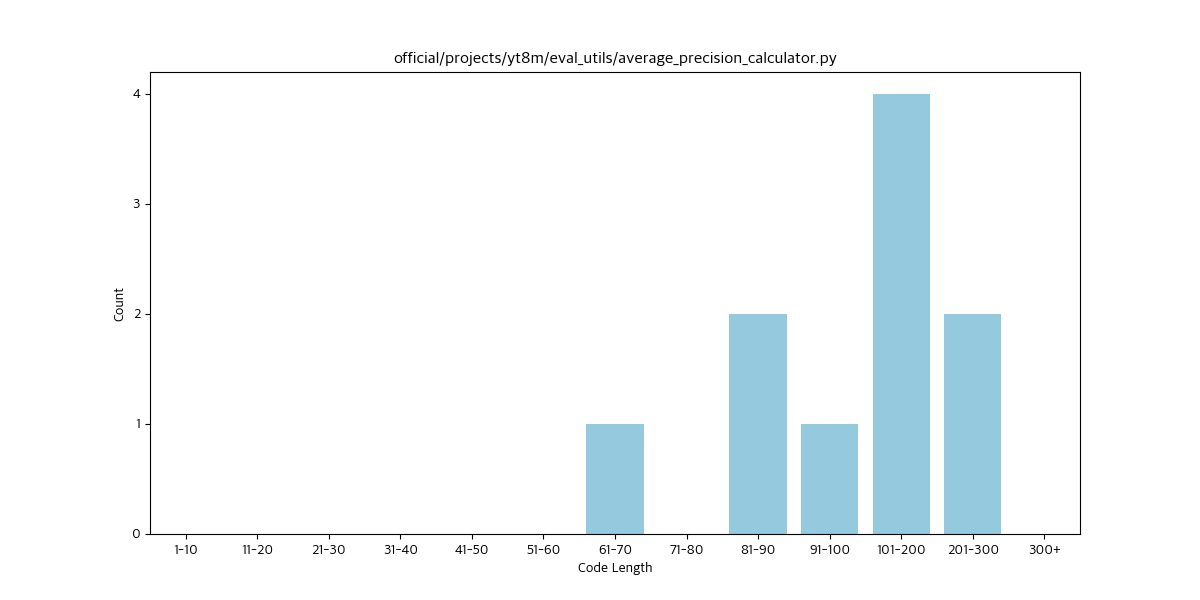 official/projects/yt8m/eval_utils/average_precision_calculator.py
4
3
2
1
0
Count
1-10 11-20 21-30 31-40 41-50 51-60 61-70 71-80 81-90 91-100 101-200 201-300 300+
Code Length